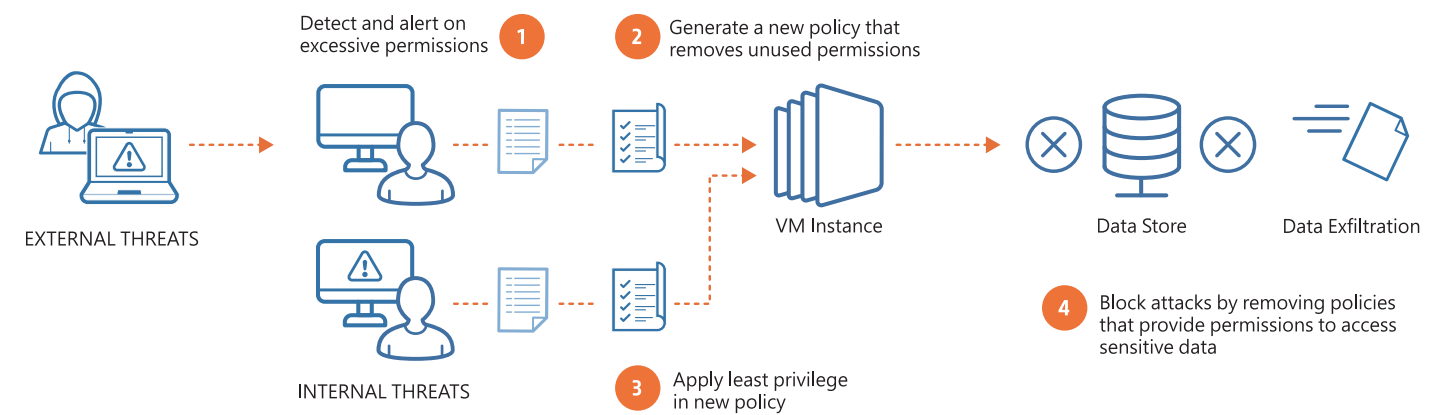 Detect and alert on
excessive permissions
1
2
Generate a new policy that
removes unused permissions
EXTERNAL THREATS
VM Instance
Data Store
Data Exfiltration
INTERNAL THREATS
3
Apply least privilege
in new policy
4
Block attacks by removing policies
that provide permissions to access
sensitive data